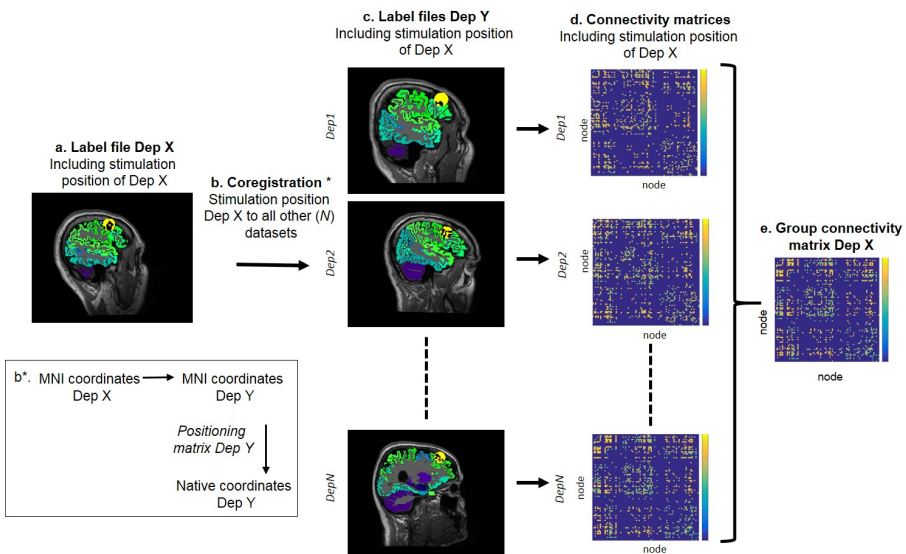 a. Label file Dep X
Including stimulation
position of Dep X
b. Coregistration *
Stimulation position
Dep X to all other (N)
datasets
c. Label files Dep Y
Including stimulation position
of Dep X
Dep1
Dep2
DepN
d. Connectivity matrices
Including stimulation position
of Dep X
Dep1
node
node
Dep2
node
node
DepN
node
node
e. Group connectivity
matrix Dep X
node
node
b*. MNI coordinates
Dep X
MNI coordinates
Dep Y
Positioning
matrix Dep Y
Native coordinates
Dep Y